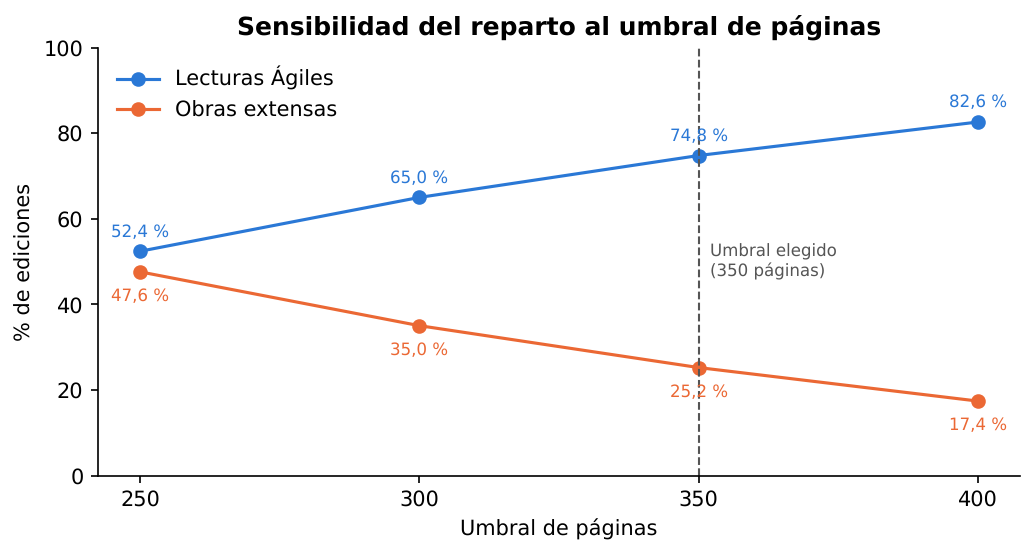 Sensibilidad del reparto al umbral de páginas
100
80
60
40
20
0
% de ediciones
Lecturas Ágiles
Obras extensas
52,4 %
65,0 %
74,8 %
82,6 %
47,6 %
35,0 %
25,2 %
17,4 %
Umbral elegido
(350 páginas)
250
300
350
400
Umbral de páginas